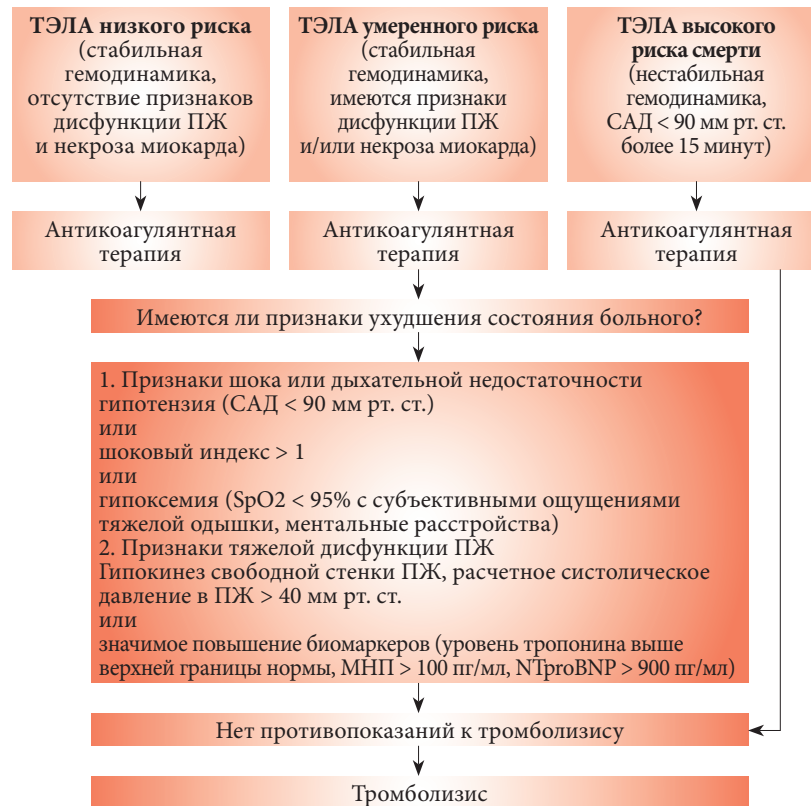 ТЭЛА низкого риска
(стабильная
гемодинамика,
отсутствие признаков
дисфункции ПЖ
и некроза миокарда)
ТЭЛА умеренного риска
(стабильная
гемодинамика,
имеются признаки
дисфункции ПЖ
и/или некроза миокарда)
ТЭЛА высокого
риска смерти
(нестабильная
гемодинамика,
САД < 90 мм рт. ст.
более 15 минут)
Антикоагулянтная
терапия
Антикоагулянтная
терапия
Антикоагулянтная
терапия
Имеются ли признаки ухудшения состояния больного?
1. Признаки шока или дыхательной недостаточности
гипотензия (САД < 90 мм рт. ст.)
или
шоковый индекс > 1
или
гипоксемия (SpO2 < 95% с субъективными ощущениями
тяжелой одышки, ментальные расстройства)
2. Признаки тяжелой дисфункции ПЖ
Гипокинез свободной стенки ПЖ, расчетное систолическое
давление в ПЖ > 40 мм рт. ст.
или
значимое повышение биомаркеров (уровень тропонина выше
верхней границы нормы, МНП > 100 пг/мл, NTproBNP > 900 пг/мл)
Нет противопоказаний к тромболизису
Тромболизис